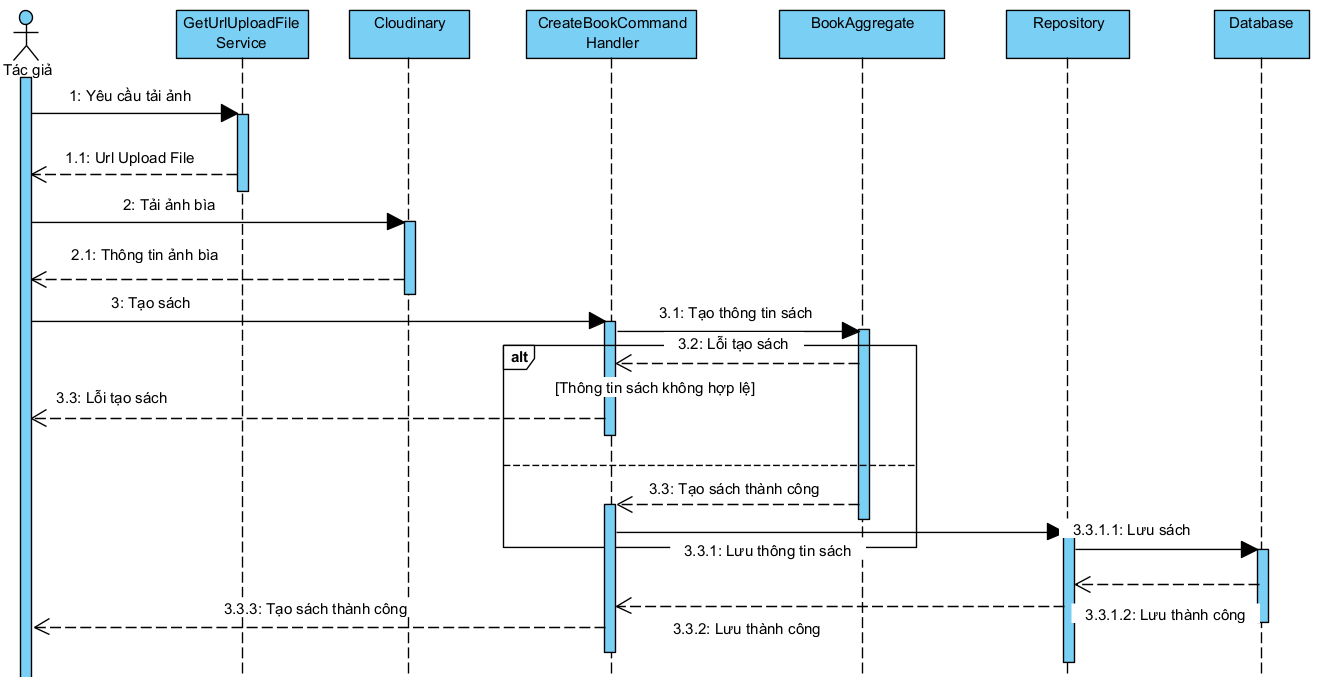 GetUrlUploadFile
Service
Cloudinary
CreateBookCommand
Handler
BookAggregate
Repository
Database
Tác giả
1: Yêu cầu tải ảnh
1.1: Url Upload File
2: Tải ảnh bìa
2.1: Thông tin ảnh bìa
3: Tạo sách
3.1: Tạo thông tin sách
3.2: Lỗi tạo sách
alt
[Thông tin sách không hợp lệ]
3.3: Lỗi tạo sách
3.3: Tạo sách thành công
3.3.1.1: Lưu sách
3.3.1: Lưu thông tin sách
3.3.3: Tạo sách thành công
3.3.1.2: Lưu thành công
3.3.2: Lưu thành công